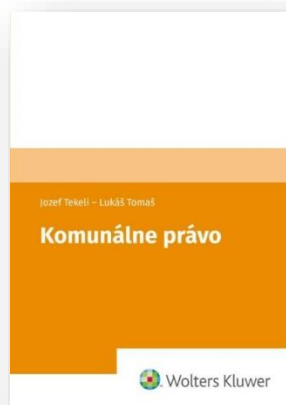 Jozef Tekeli – Lukáš Tomaš
Komunálne právo
Wolters Kluwer